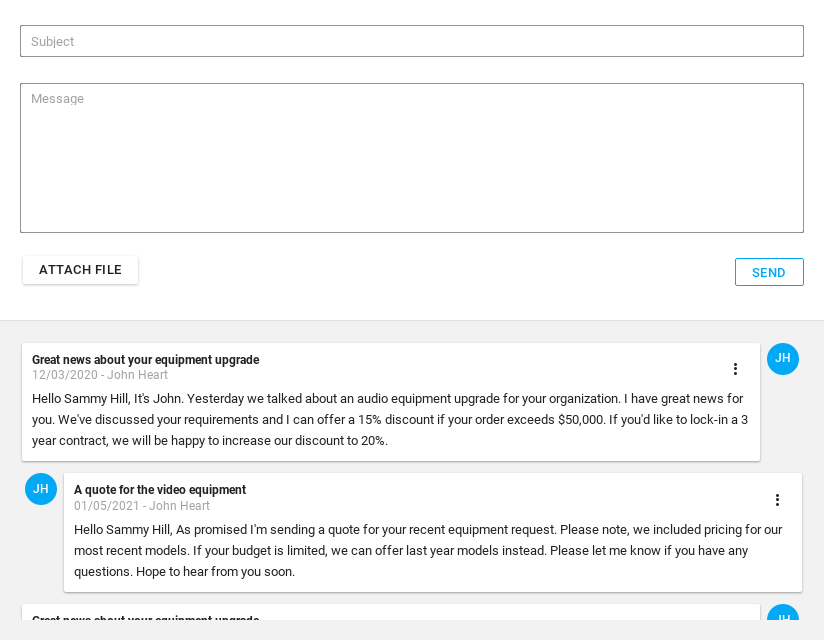 Subject
Message
ATTACH FILE
SEND
Great news about your equipment upgrade
12/03/2020 - John Heart
JH
Hello Sammy Hill, It's John. Yesterday we talked about an audio equipment upgrade for your organization. I have great news for
you. We've discussed your requirements and I can offer a 15% discount if your order exceeds $50,000. If you'd like to lock-in a 3
year contract, we will be happy to increase our discount to 20%.
JH
A quote for the video equipment
01/05/2021 - John Heart
Hello Sammy Hill, As promised I'm sending a quote for your recent equipment request. Please note, we included pricing for our
most recent models. If your budget is limited, we can offer last year models instead. Please let me know if you have any
questions. Hope to hear from you soon.
Great news about your equipment upgrade
JH